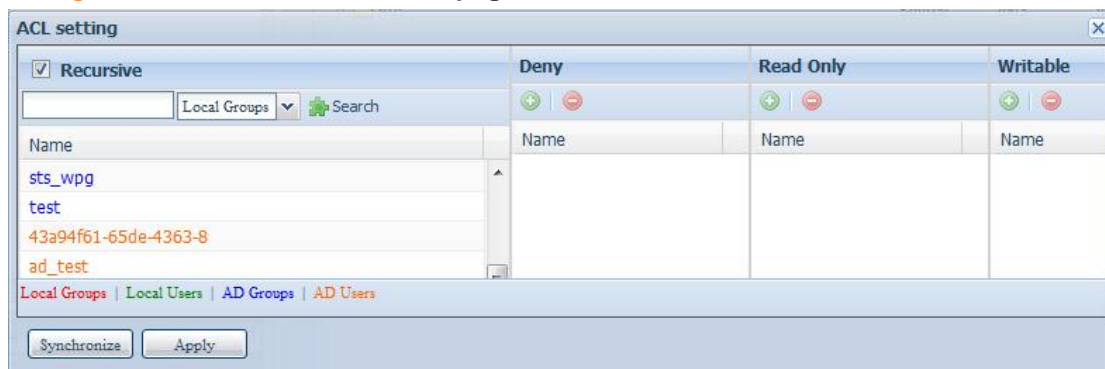 ACL setting
Recursive Deny Read Only Writable
Local Groups Search
Name Name Name Name
sts_wpg
test
43a94f61-65de-4363-8
ad_test
Local Groups | Local Users | AD Groups | AD Users
Synchronize Apply